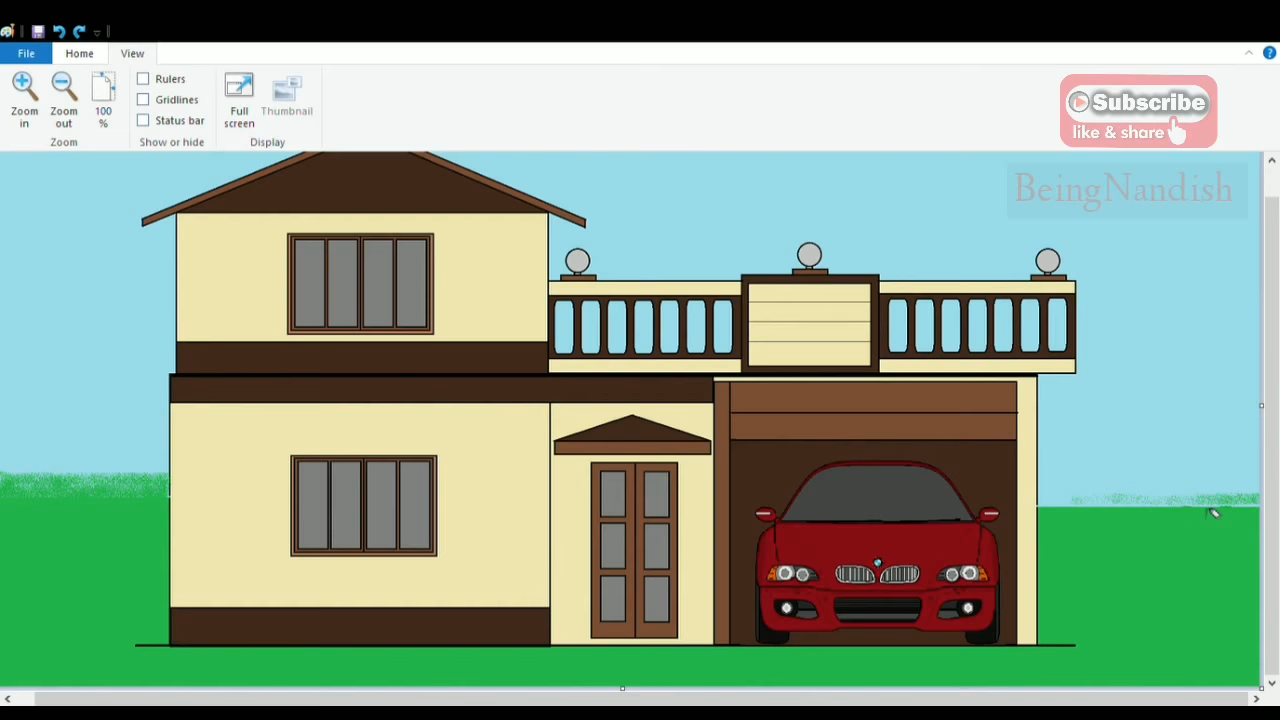 File Home View
Zoom in
Zoom out
100 %
Zoom
Rulers
Gridlines
Status bar
Show or hide
Full screen
Thumbnail
Display
Subscribe
like & share
BeingNandish